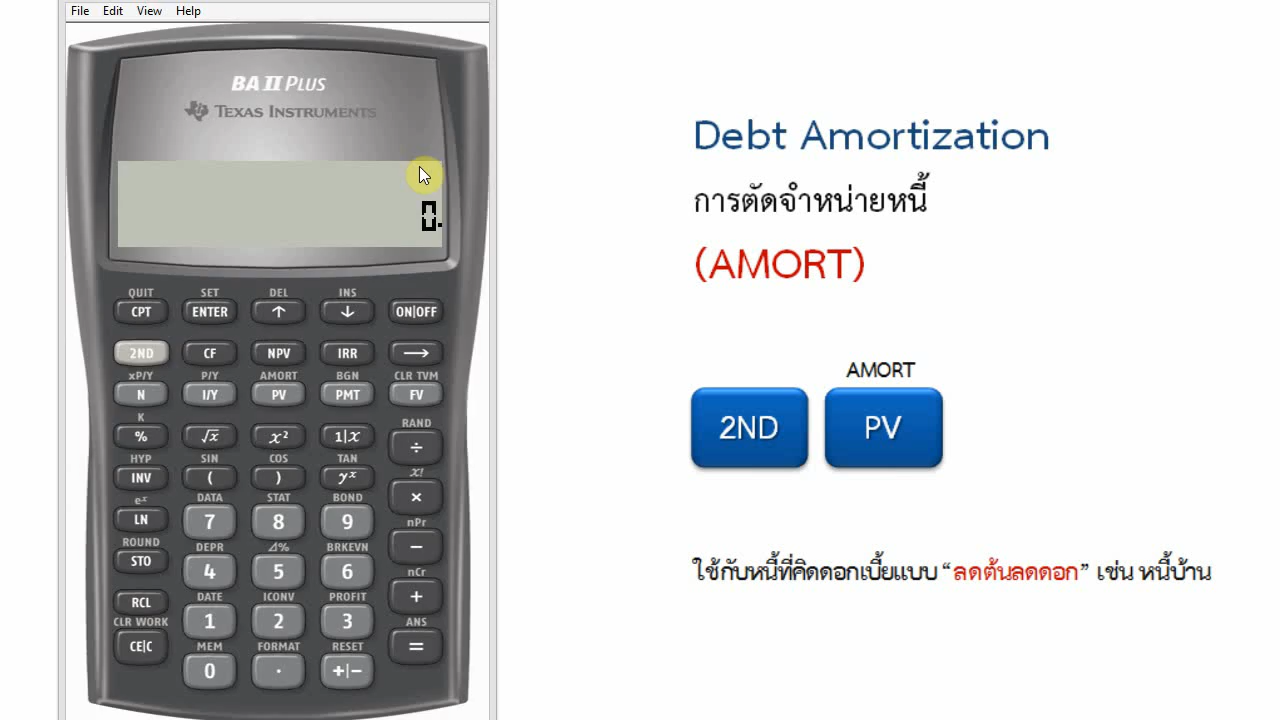 File Edit View Help
BA II PLUS
TEXAS INSTRUMENTS
0.
QUIT SET DEL INS
CPT ENTER ↑ ↓ ON|OFF
2ND CF NPV IRR →
xP/Y P/Y AMORT BGN CLR TVM
N I/Y PV PMT FV
K RAND
% √x x² 1|x ÷
HYP SIN COS TAN x!
INV ( ) yˣ ×
eˣ DATA STAT BOND nPr
LN 7 8 9 −
ROUND DEPR ⊿% BRKEVN nCr
STO 4 5 6 +
DATE ICONV PROFIT
RCL 1 2 3
CLR WORK MEM FORMAT RESET ANS
CE|C 0 . +|− =
Debt Amortization
การตัดจำหน่ายหนี้
(AMORT)
AMORT
2ND PV
ใช้กับหนี้ที่คิดดอกเบี้ยแบบ “ลดต้นลดดอก” เช่น หนี้บ้าน